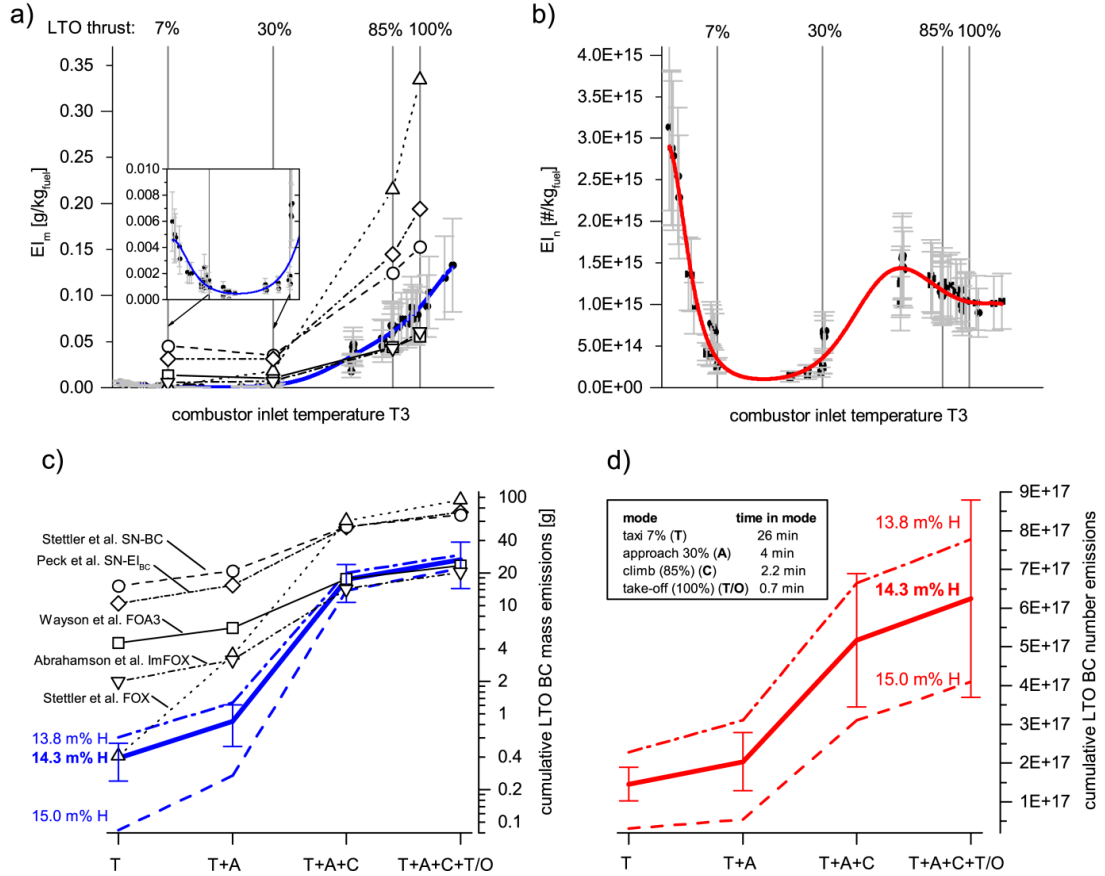 a)
LTO thrust: 7% 30% 85% 100%
0.35
0.30
0.25
0.20
0.15
0.10
0.05
0.00
EIm [g/kgfuel]
0.010
0.008
0.006
0.004
0.002
0.000
combustor inlet temperature T3
b)
7% 30% 85% 100%
4.0E+15
3.5E+15
3.0E+15
2.5E+15
2.0E+15
1.5E+15
1.0E+15
5.0E+14
0.0E+00
EIn [#/kgfuel]
combustor inlet temperature T3
c)
Stettler et al. SN-BC
Peck et al. SN-EIBC
Wayson et al. FOA3
Abrahamson et al. ImFOX
Stettler et al. FOX
13.8 m% H
14.3 m% H
15.0 m% H
100
40
20
10
4
2
1
0.4
0.2
0.1
cumulative LTO BC mass emissions [g]
T T+A T+A+C T+A+C+T/O
d)
mode time in mode
taxi 7% (T) 26 min
approach 30% (A) 4 min
climb (85%) (C) 2.2 min
take-off (100%) (T/O) 0.7 min
13.8 m% H
14.3 m% H
15.0 m% H
9E+17
8E+17
7E+17
6E+17
5E+17
4E+17
3E+17
2E+17
1E+17
cumulative LTO BC number emissions
T T+A T+A+C T+A+C+T/O